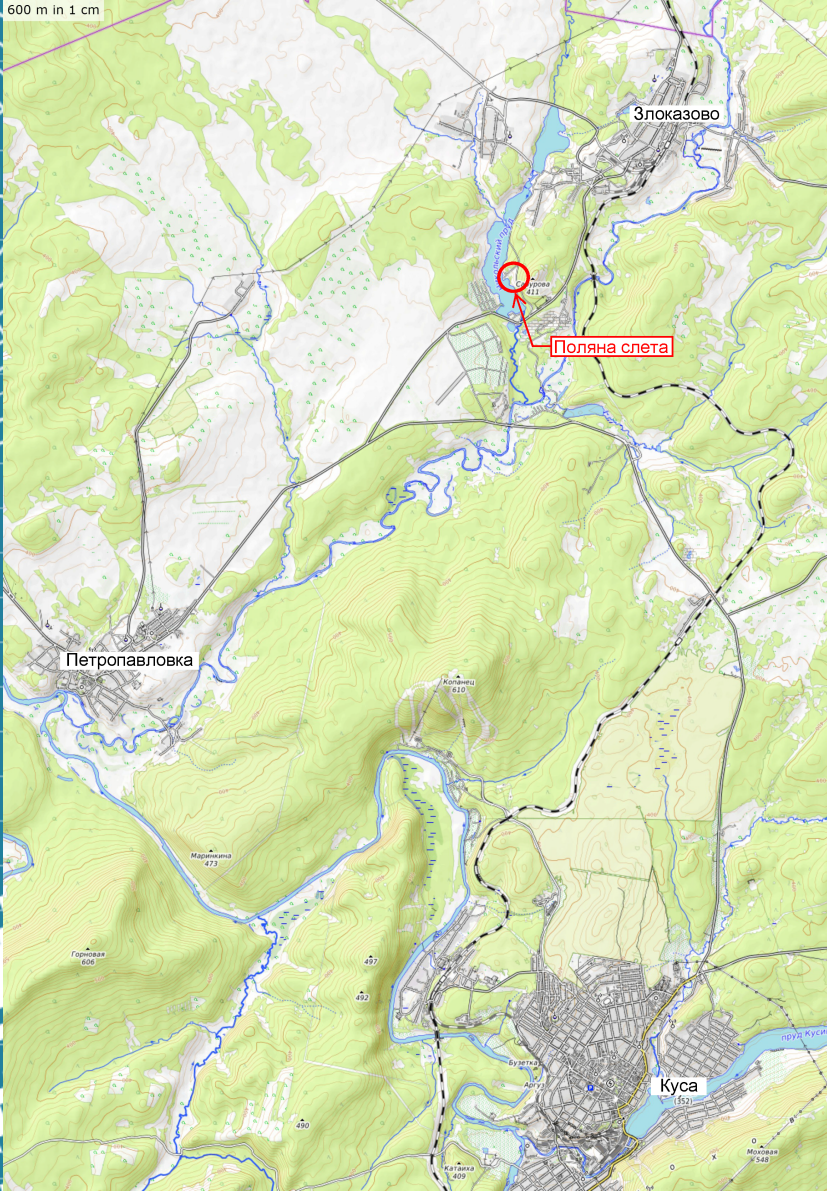 600 m in 1 cm
Злоказово
411
Поляна слета
Петропавловка
Копанец
610
Маринкина
473
Горновая
606
497
492
пруд Куси
Бузетка
Аргуз
Куса
(352)
490
Моховая
548
Катаиха
409